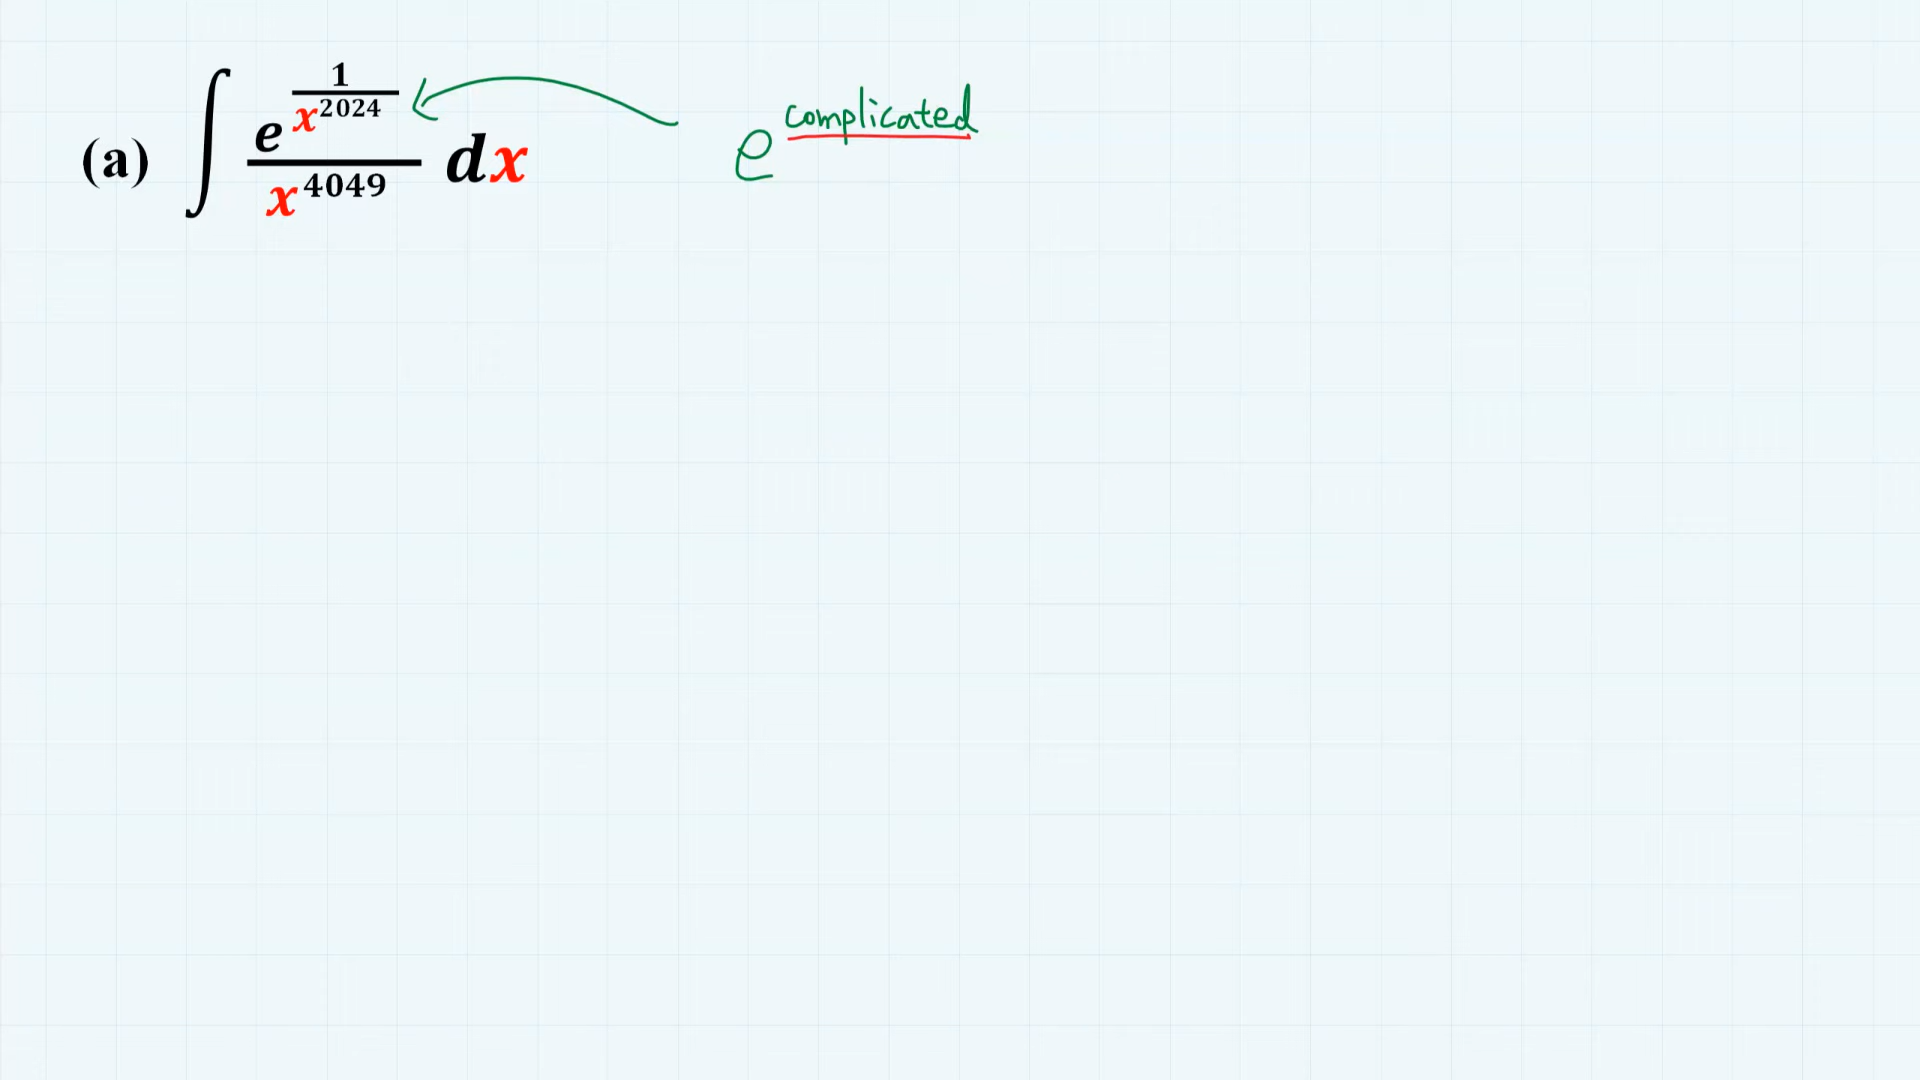 (a) ∫ e^{1/x^{2024}} / x^{4049} dx
e^{complicated}